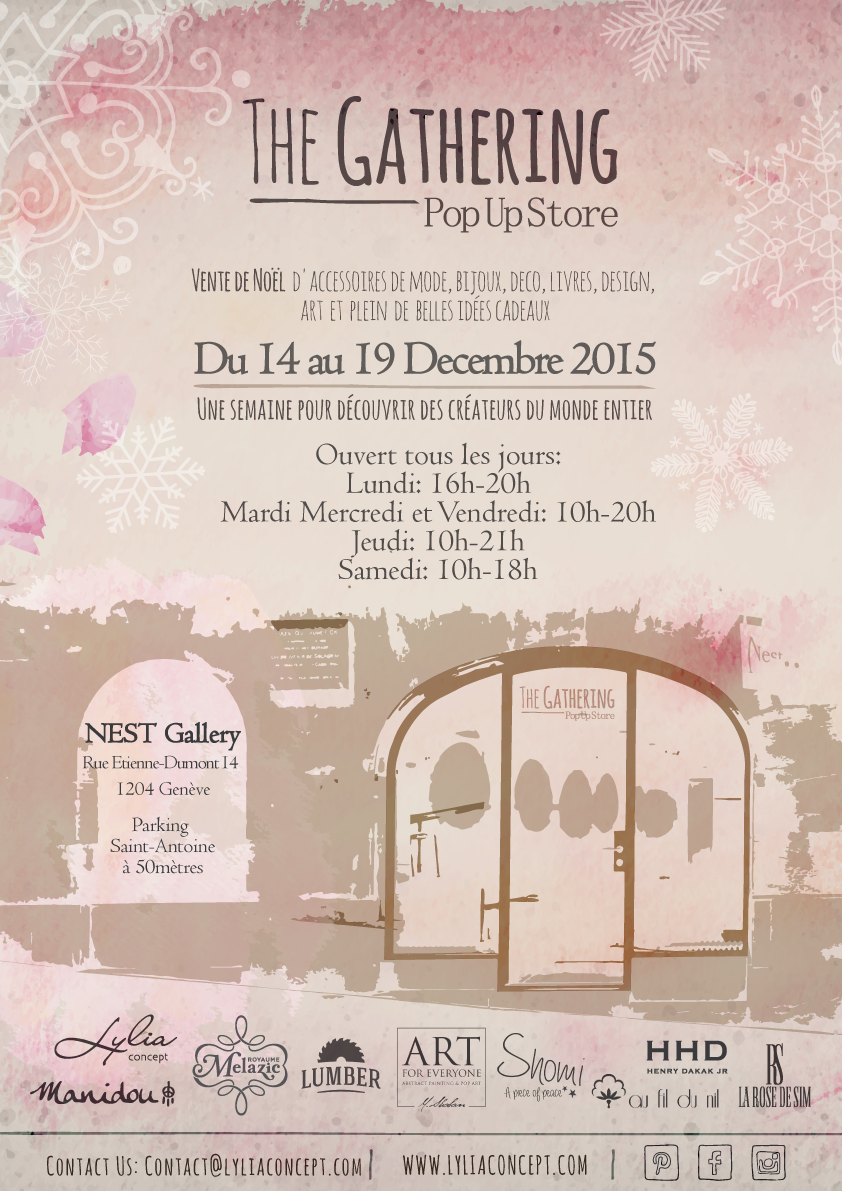 THE GATHERING
Pop Up Store
VENTE DE NOËL D'ACCESSOIRES DE MODE, BIJOUX, DECO, LIVRES, DESIGN,
ART ET PLEIN DE BELLES IDÉES CADEAUX
Du 14 au 19 Decembre 2015
UNE SEMAINE POUR DÉCOUVRIR DES CRÉATEURS DU MONDE ENTIER
Ouvert tous les jours:
Lundi: 16h-20h
Mardi Mercredi et Vendredi: 10h-20h
Jeudi: 10h-21h
Samedi: 10h-18h
Nest
THE GATHERING
Pop Up Store
NEST Gallery
Rue Etienne-Dumont 14
1204 Genève
Parking
Saint-Antoine
à 50mètres
Lylia
concept
Manidou
ROYAUME
Melazic
LUMBER
ART
FOR EVERYONE
ABSTRACT PAINTING & POP ART
Shomi
A piece of peace
au fil du nil
HHD
HENRY DAKAK JR
RS
LA ROSE DE SIM
CONTACT US: CONTACT@LYLIACONCEPT.COM | WWW.LYLIACONCEPT.COM |